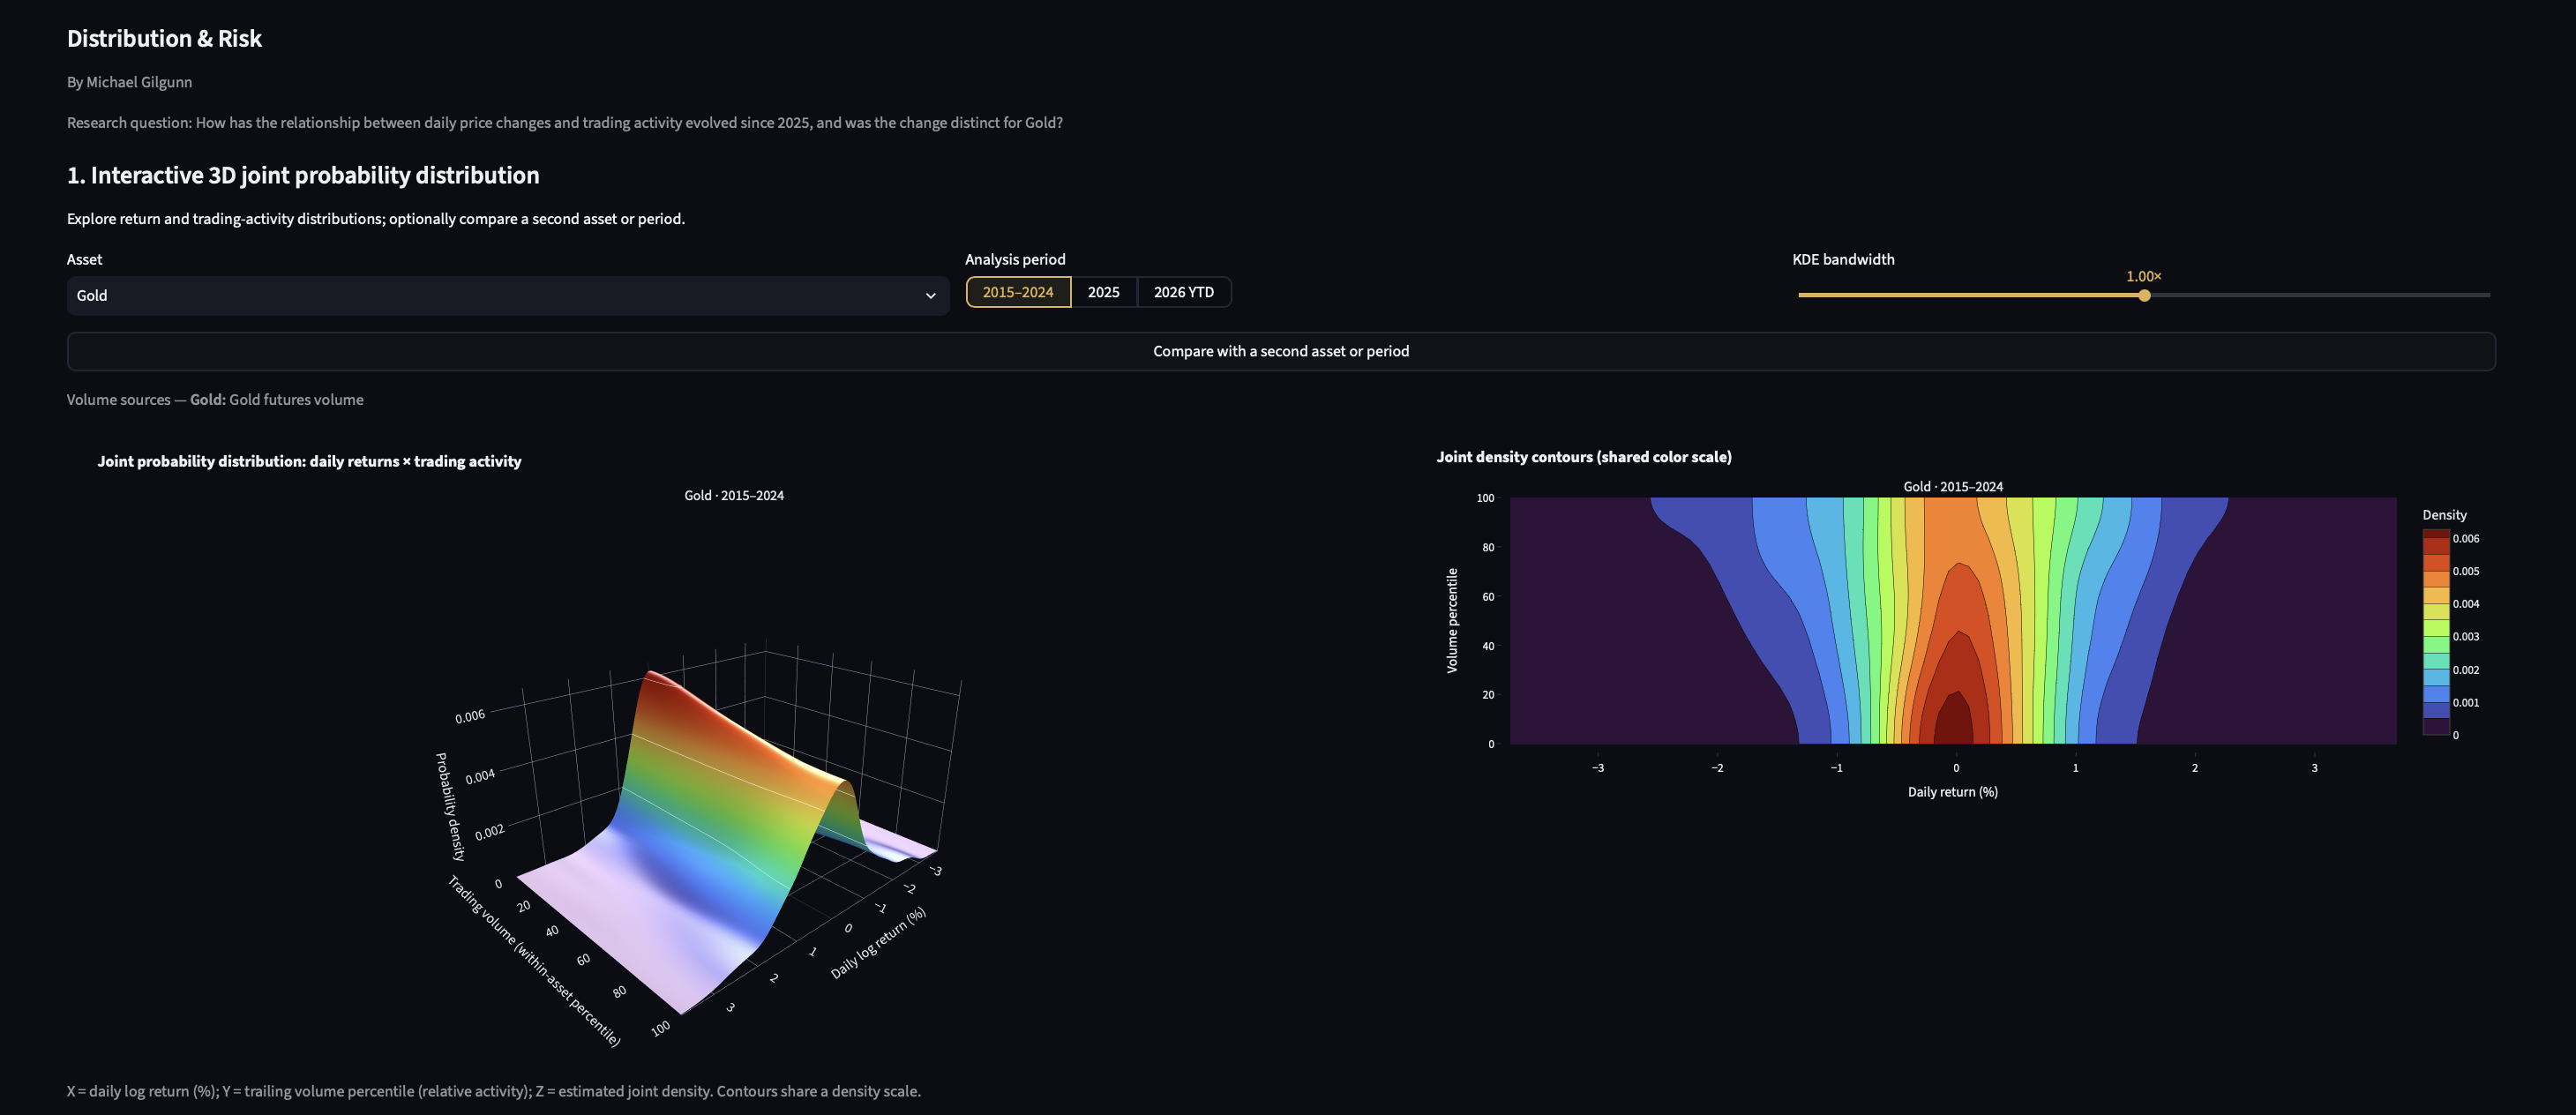 Distribution & Risk
By Michael Gilgunn
Research question: How has the relationship between daily price changes and trading activity evolved since 2025, and was the change distinct for Gold?
1. Interactive 3D joint probability distribution
Explore return and trading-activity distributions; optionally compare a second asset or period.
Asset
Gold
Analysis period
2015–2024
2025
2026 YTD
KDE bandwidth
1.00×
Compare with a second asset or period
Volume sources — Gold: Gold futures volume
Joint probability distribution: daily returns × trading activity
Gold · 2015–2024
0.006
0.004
0.002
0
Probability density
20
40
60
80
100
Trading volume (within-asset percentile)
3
2
1
0
−1
−2
−3
Daily log return (%)
Joint density contours (shared color scale)
Gold · 2015–2024
100
80
60
40
20
0
Volume percentile
−3
−2
−1
0
1
2
3
Daily return (%)
Density
0.006
0.005
0.004
0.003
0.002
0.001
0
X = daily log return (%); Y = trailing volume percentile (relative activity); Z = estimated joint density. Contours share a density scale.